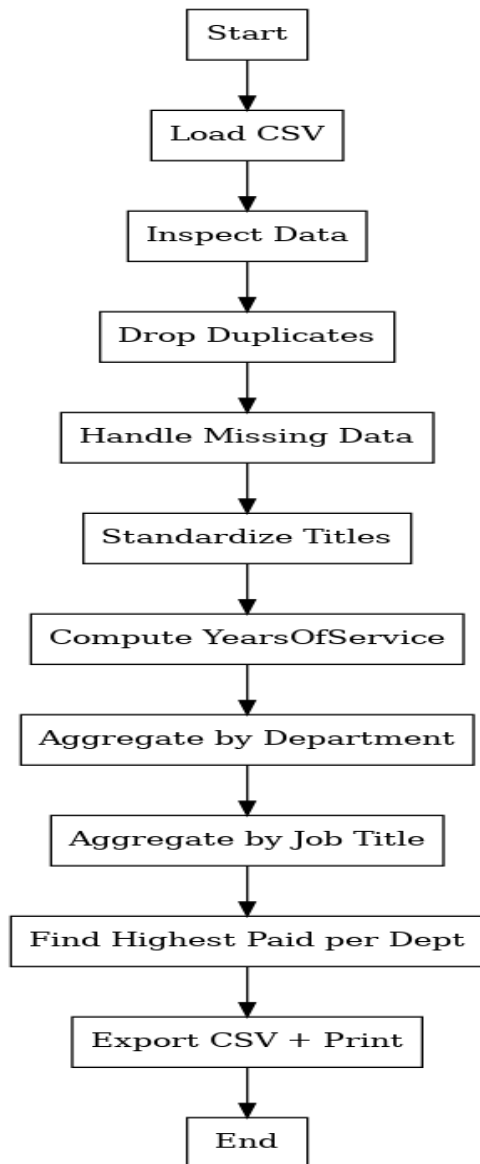 Start
Load CSV
Inspect Data
Drop Duplicates
Handle Missing Data
Standardize Titles
Compute YearsOfService
Aggregate by Department
Aggregate by Job Title
Find Highest Paid per Dept
Export CSV + Print
End